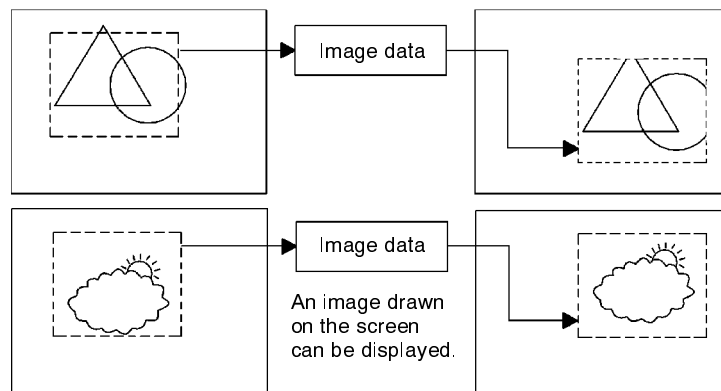 Image data
Image data
An image drawn
on the screen
can be displayed.